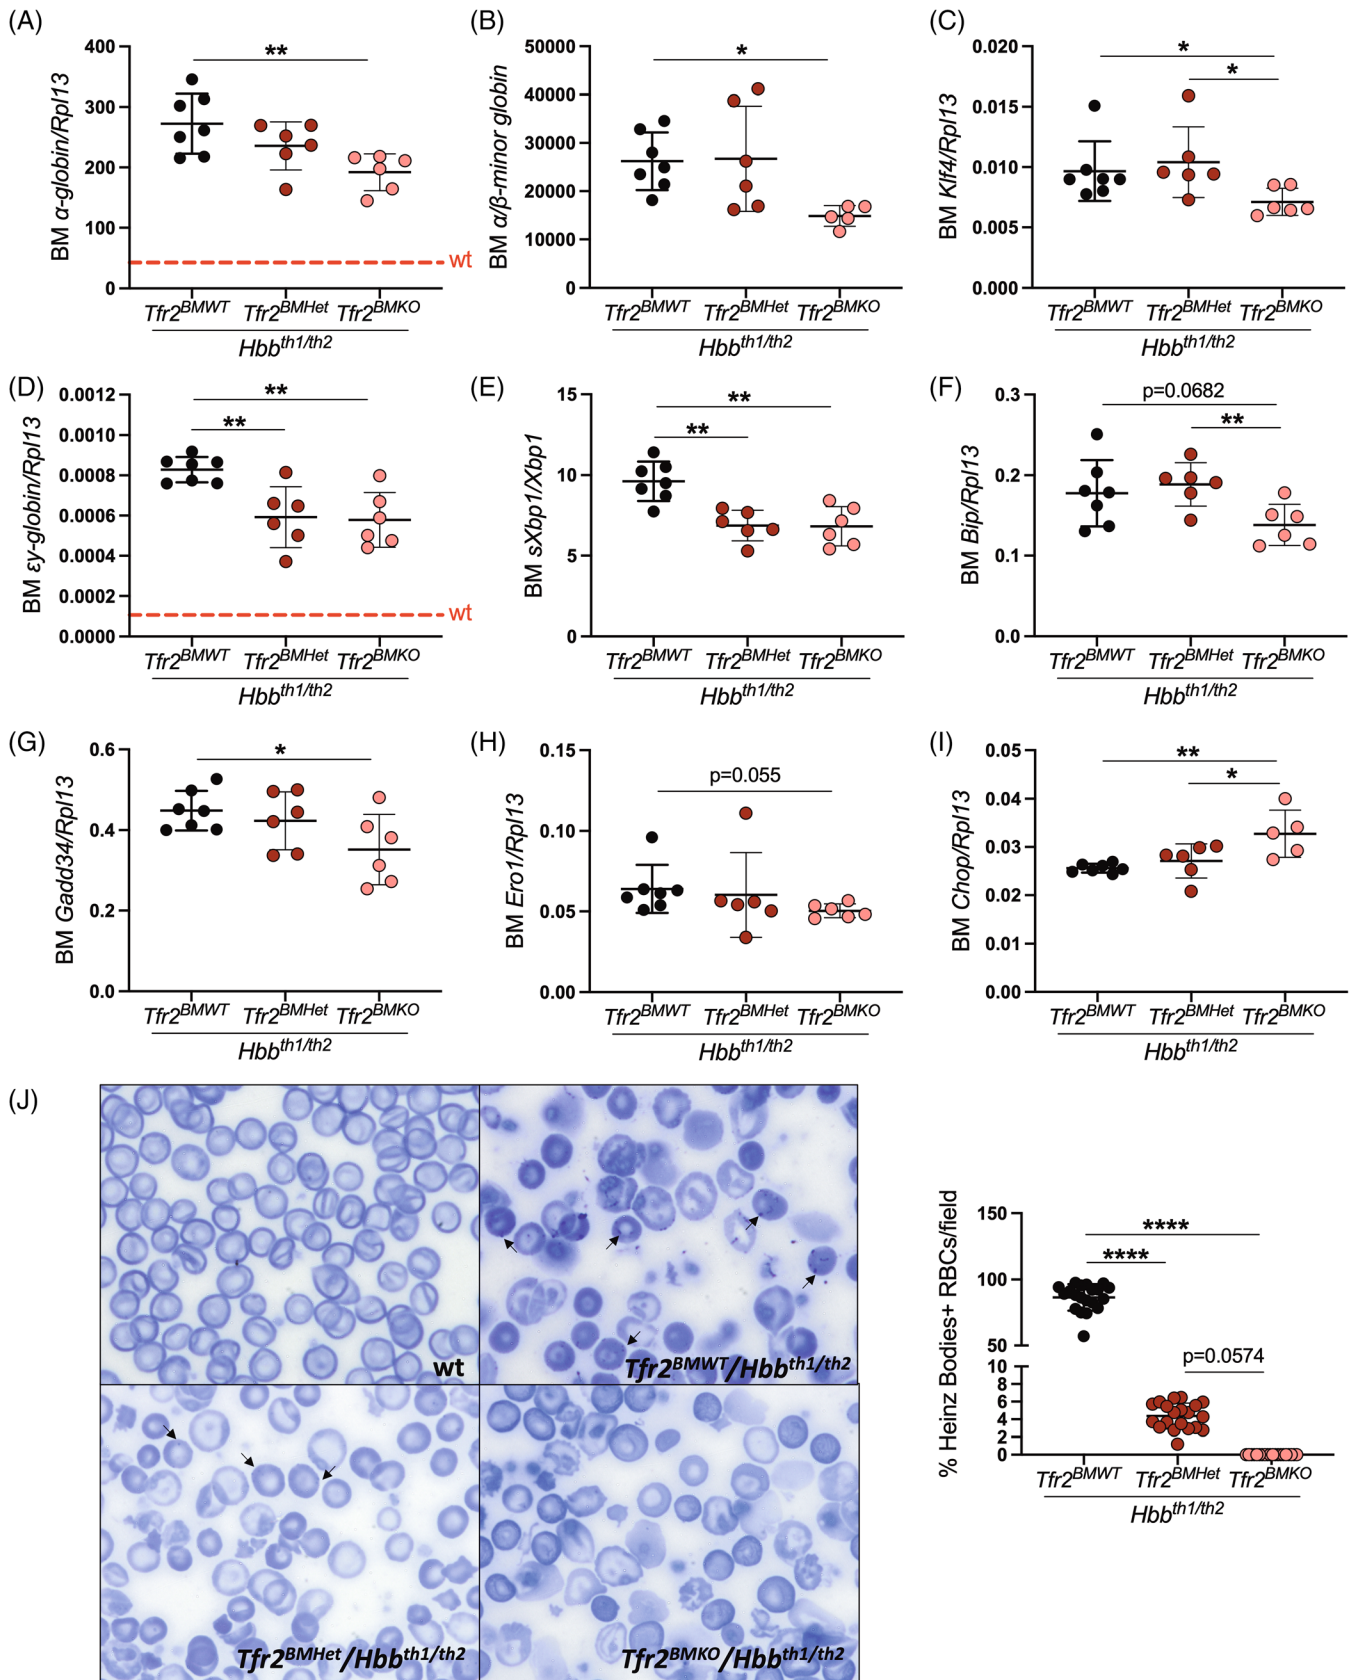 (A)
BM α-globin/Rpl13
400
300
200
100
0
**
wt
Tfr2BMWT Tfr2BMHet Tfr2BMKO
Hbbth1/th2
(B)
BM α/β-minor globin
50000
40000
30000
20000
10000
0
*
Tfr2BMWT Tfr2BMHet Tfr2BMKO
Hbbth1/th2
(C)
BM Klf4/Rpl13
0.020
0.015
0.010
0.005
0.000
*
*
Tfr2BMWT Tfr2BMHet Tfr2BMKO
Hbbth1/th2
(D)
BM εy-globin/Rpl13
0.0012
0.0010
0.0008
0.0006
0.0004
0.0002
0.0000
**
**
wt
Tfr2BMWT Tfr2BMHet Tfr2BMKO
Hbbth1/th2
(E)
BM sXbp1/Xbp1
15
10
5
0
**
**
Tfr2BMWT Tfr2BMHet Tfr2BMKO
Hbbth1/th2
(F)
BM Bip/Rpl13
0.3
0.2
0.1
0.0
p=0.0682
**
Tfr2BMWT Tfr2BMHet Tfr2BMKO
Hbbth1/th2
(G)
BM Gadd34/Rpl13
0.6
0.4
0.2
0.0
*
Tfr2BMWT Tfr2BMHet Tfr2BMKO
Hbbth1/th2
(H)
BM Ero1/Rpl13
0.15
0.10
0.05
0.00
p=0.055
Tfr2BMWT Tfr2BMHet Tfr2BMKO
Hbbth1/th2
(I)
BM Chop/Rpl13
0.05
0.04
0.03
0.02
0.01
0.00
**
*
Tfr2BMWT Tfr2BMHet Tfr2BMKO
Hbbth1/th2
(J)
wt
Tfr2BMWT/Hbbth1/th2
Tfr2BMHet/Hbbth1/th2
Tfr2BMKO/Hbbth1/th2
% Heinz Bodies+ RBCs/field
150
100
50
10
8
6
4
2
0
****
****
p=0.0574
Tfr2BMWT Tfr2BMHet Tfr2BMKO
Hbbth1/th2